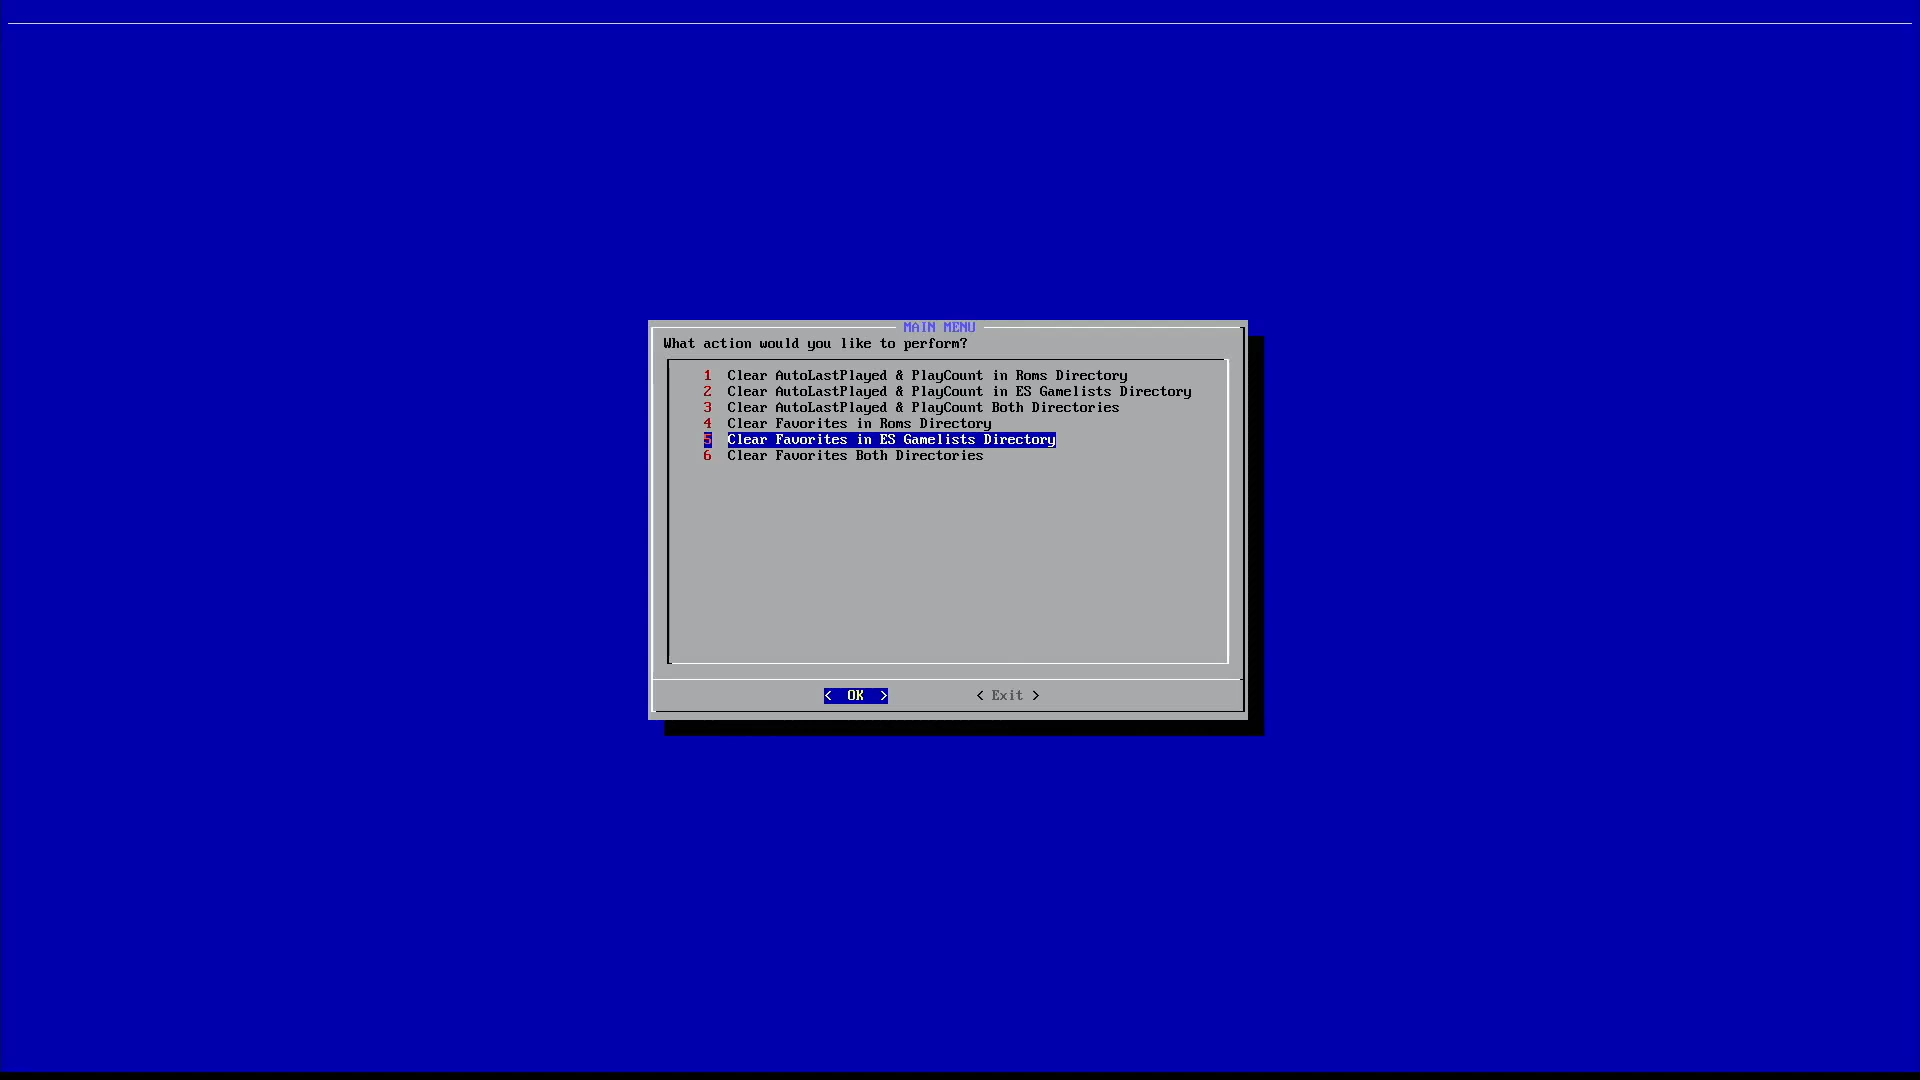 MAIN MENU
What action would you like to perform?
1 Clear AutoLastPlayed & PlayCount in Roms Directory
2 Clear AutoLastPlayed & PlayCount in ES Gamelists Directory
3 Clear AutoLastPlayed & PlayCount Both Directories
4 Clear Favorites in Roms Directory
5 Clear Favorites in ES Gamelists Directory
6 Clear Favorites Both Directories
< OK > < Exit >